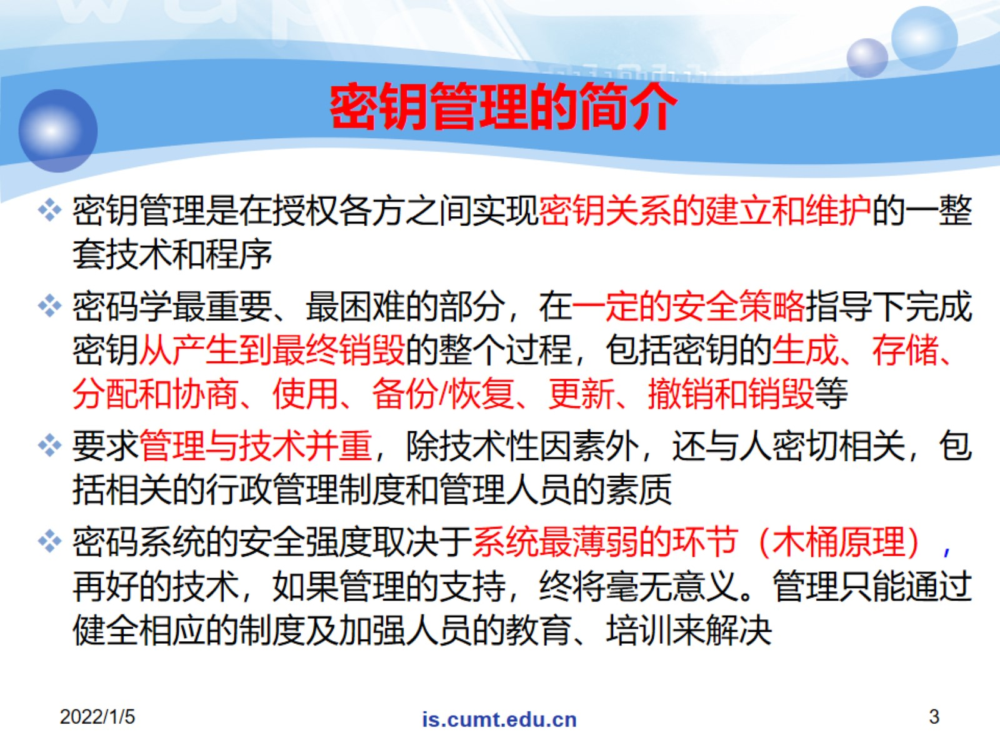 密钥管理的简介
密钥管理是在授权各方之间实现密钥关系的建立和维护的一整
套技术和程序
密码学最重要、最困难的部分，在一定的安全策略指导下完成
密钥从产生到最终销毁的整个过程，包括密钥的生成、存储、
分配和协商、使用、备份/恢复、更新、撤销和销毁等
要求管理与技术并重，除技术性因素外，还与人密切相关，包
括相关的行政管理制度和管理人员的素质
密码系统的安全强度取决于系统最薄弱的环节（木桶原理），
再好的技术，如果管理的支持，终将毫无意义。管理只能通过
健全相应的制度及加强人员的教育、培训来解决
2022/1/5
is.cumt.edu.cn
3